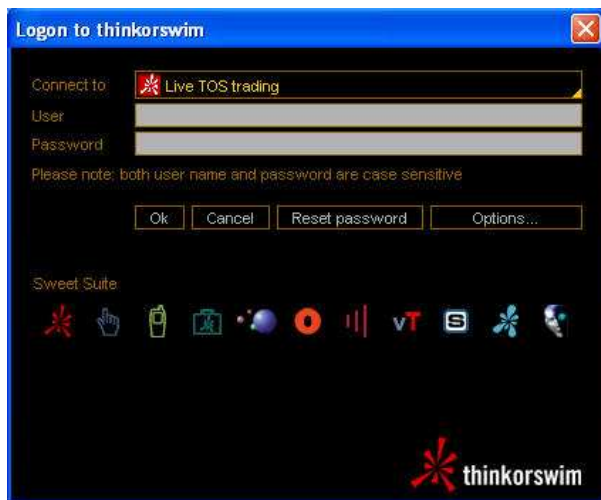 Logon to thinkorswim
Connect to Live TOS trading
User
Password
Please note: both user name and password are case sensitive
Ok Cancel Reset password Options...
Sweet Suite
vT S
thinkorswim